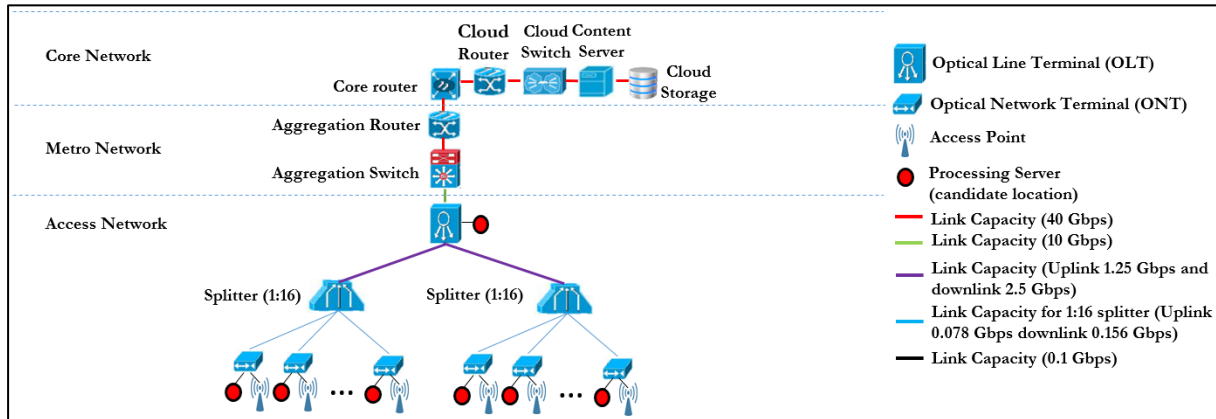 Core Network
Cloud Router
Cloud Switch
Content Server
Core router
Cloud Storage
Metro Network
Aggregation Router
Aggregation Switch
Access Network
Splitter (1:16)
Splitter (1:16)
...
...
Optical Line Terminal (OLT)
Optical Network Terminal (ONT)
Access Point
Processing Server
(candidate location)
Link Capacity (40 Gbps)
Link Capacity (10 Gbps)
Link Capacity (Uplink 1.25 Gbps and
downlink 2.5 Gbps)
Link Capacity for 1:16 splitter (Uplink
0.078 Gbps downlink 0.156 Gbps)
Link Capacity (0.1 Gbps)